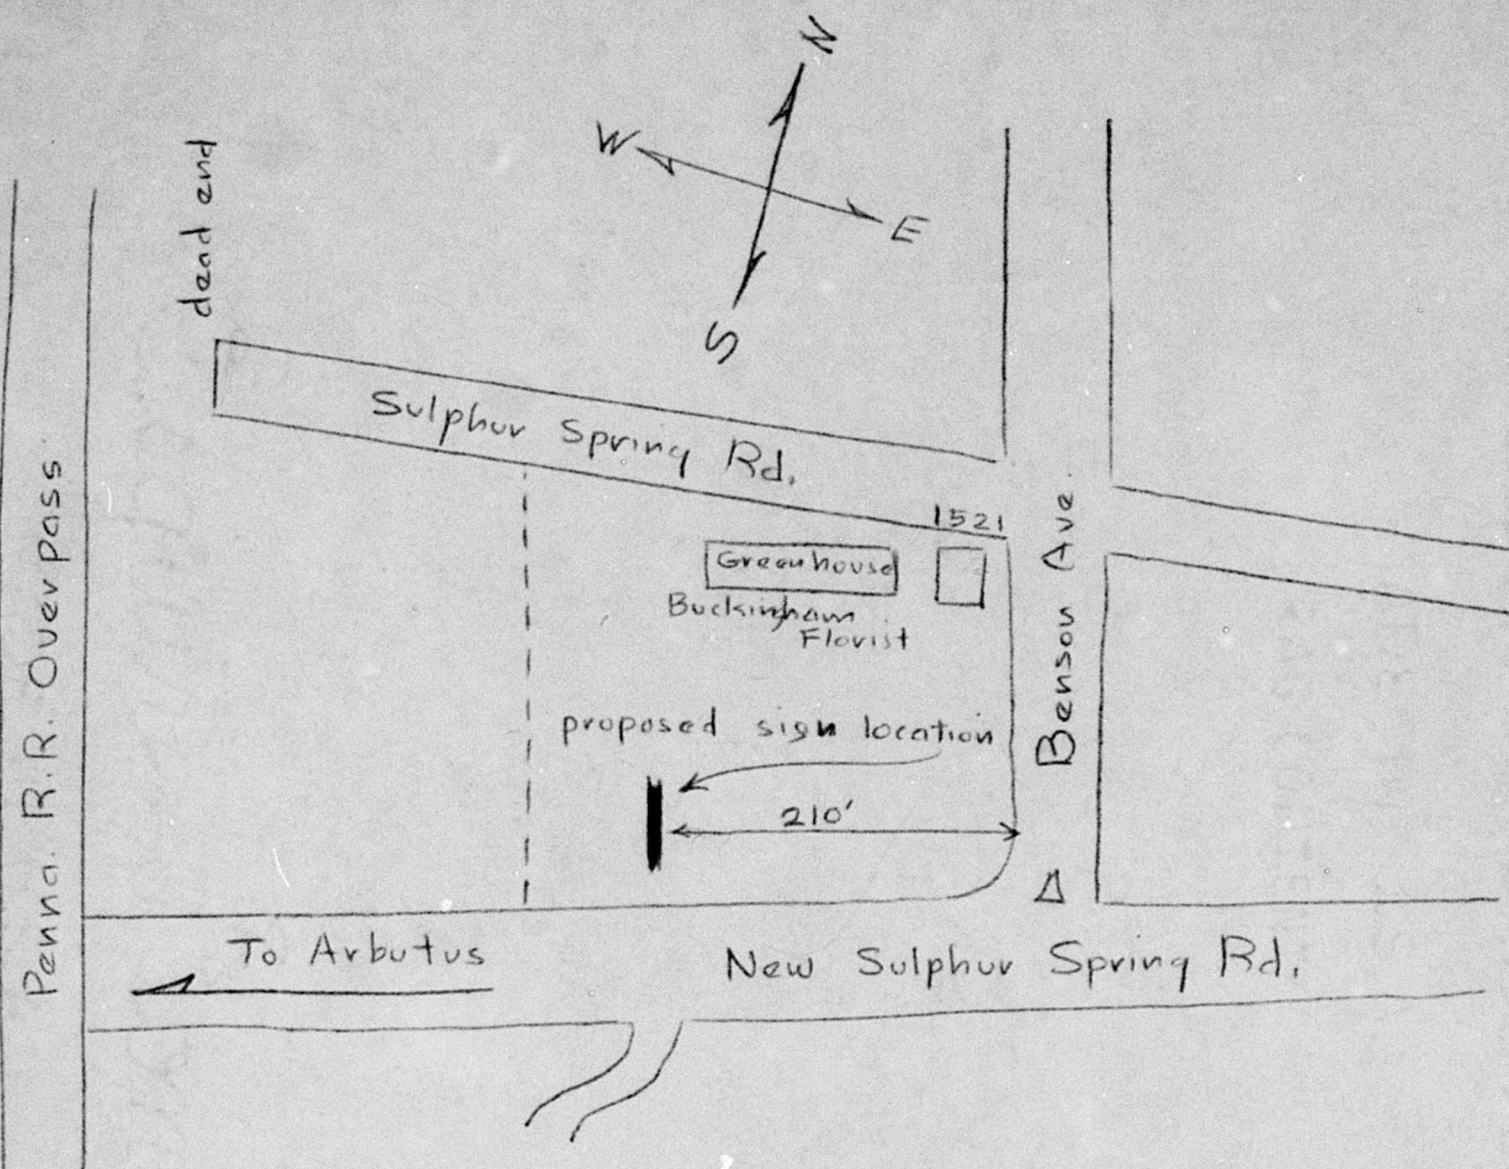 N
W
E
S
dead end
Sulphur Spring Rd.
1521
Greenhouse
Buckingham
Florist
Benson Ave.
proposed sign location
210'
Penna. R.R. Overpass
To Arbutus
New Sulphur Spring Rd.